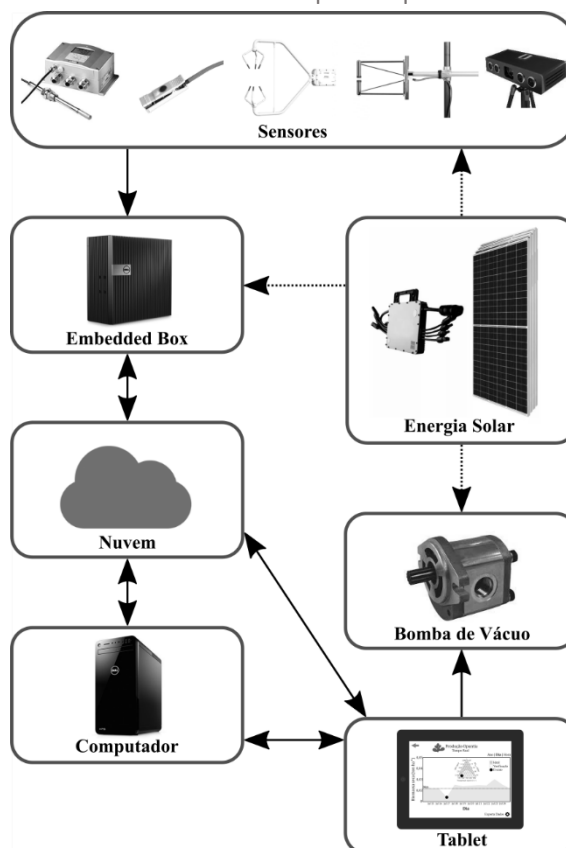 Sensores
Embedded Box
Energia Solar
Nuvem
Bomba de Vácuo
Computador
Tablet